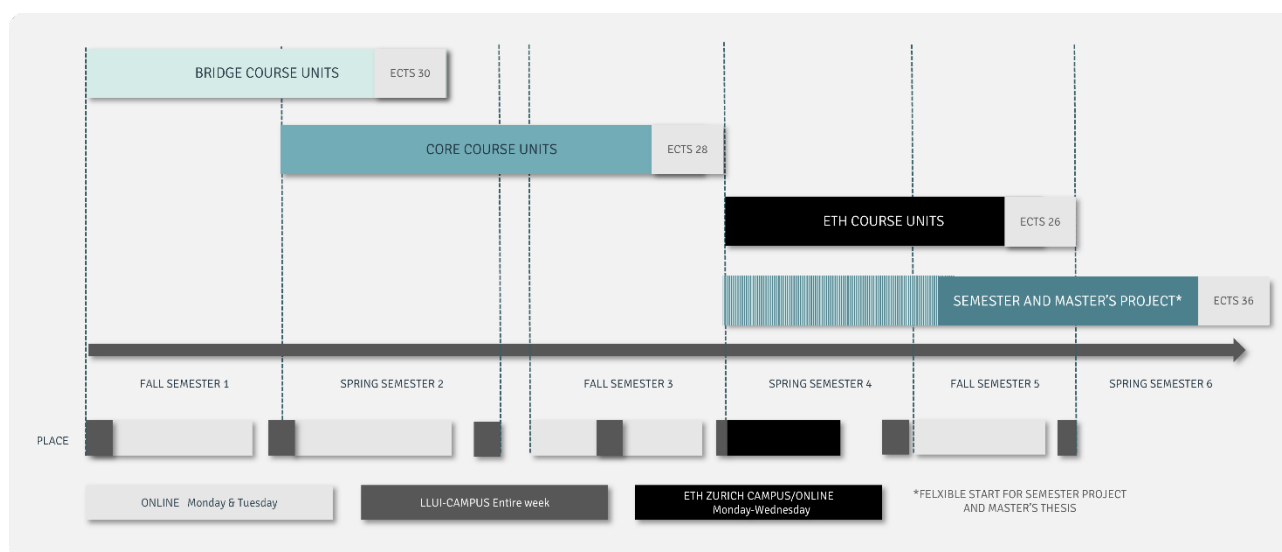 BRIDGE COURSE UNITS
ECTS 30
CORE COURSE UNITS
ECTS 28
ETH COURSE UNITS
ECTS 26
SEMESTER AND MASTER'S PROJECT*
ECTS 36
FALL SEMESTER 1
SPRING SEMESTER 2
FALL SEMESTER 3
SPRING SEMESTER 4
FALL SEMESTER 5
SPRING SEMESTER 6
PLACE
ONLINE Monday & Tuesday
LLUI-CAMPUS Entire week
ETH ZURICH CAMPUS/ONLINE
Monday-Wednesday
*FELXIBLE START FOR SEMESTER PROJECT
AND MASTER'S THESIS